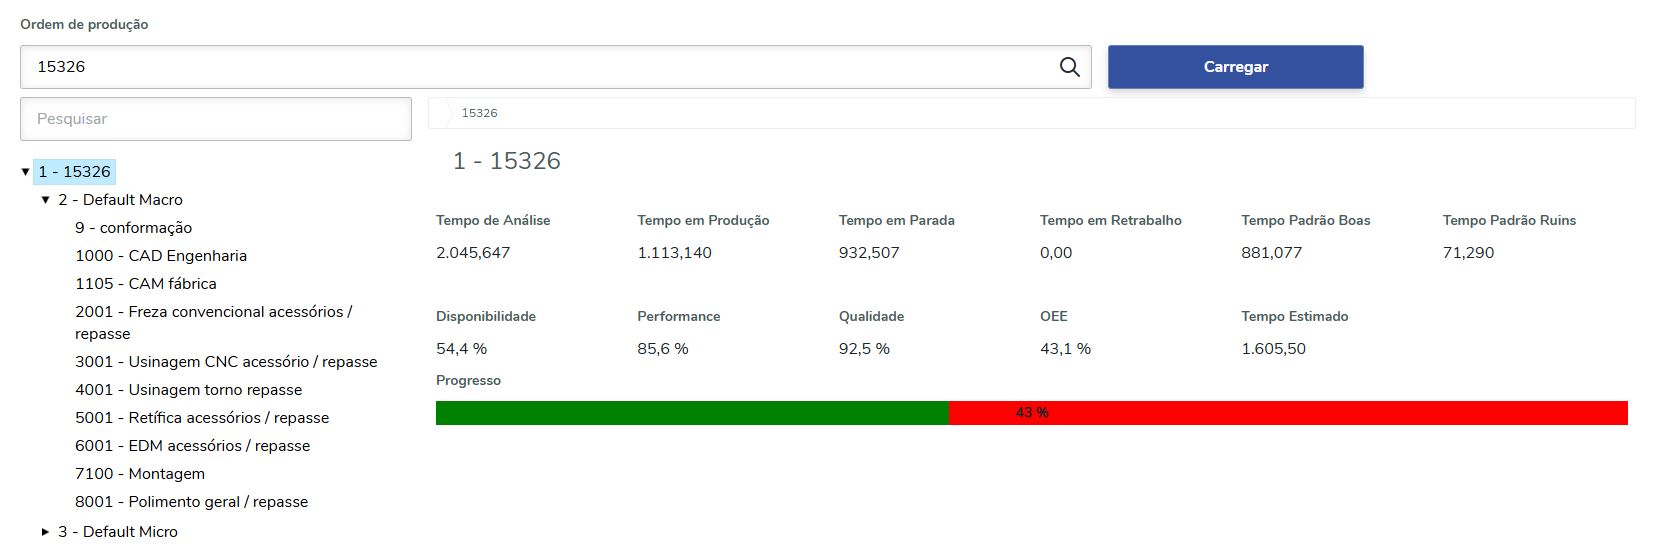 Ordem de produção
15326
Carregar
Pesquisar
15326
1 - 15326
2 - Default Macro
9 - conformação
1000 - CAD Engenharia
1105 - CAM fábrica
2001 - Freza convencional acessórios /
repasse
3001 - Usinagem CNC acessório / repasse
4001 - Usinagem torno repasse
5001 - Retífica acessórios / repasse
6001 - EDM acessórios / repasse
7100 - Montagem
8001 - Polimento geral / repasse
3 - Default Micro
1 - 15326
Tempo de Análise Tempo em Produção Tempo em Parada Tempo em Retrabalho Tempo Padrão Boas Tempo Padrão Ruins
2.045,647 1.113,140 932,507 0,00 881,077 71,290
Disponibilidade Performance Qualidade OEE Tempo Estimado
54,4 % 85,6 % 92,5 % 43,1 % 1.605,50
Progresso
43 %